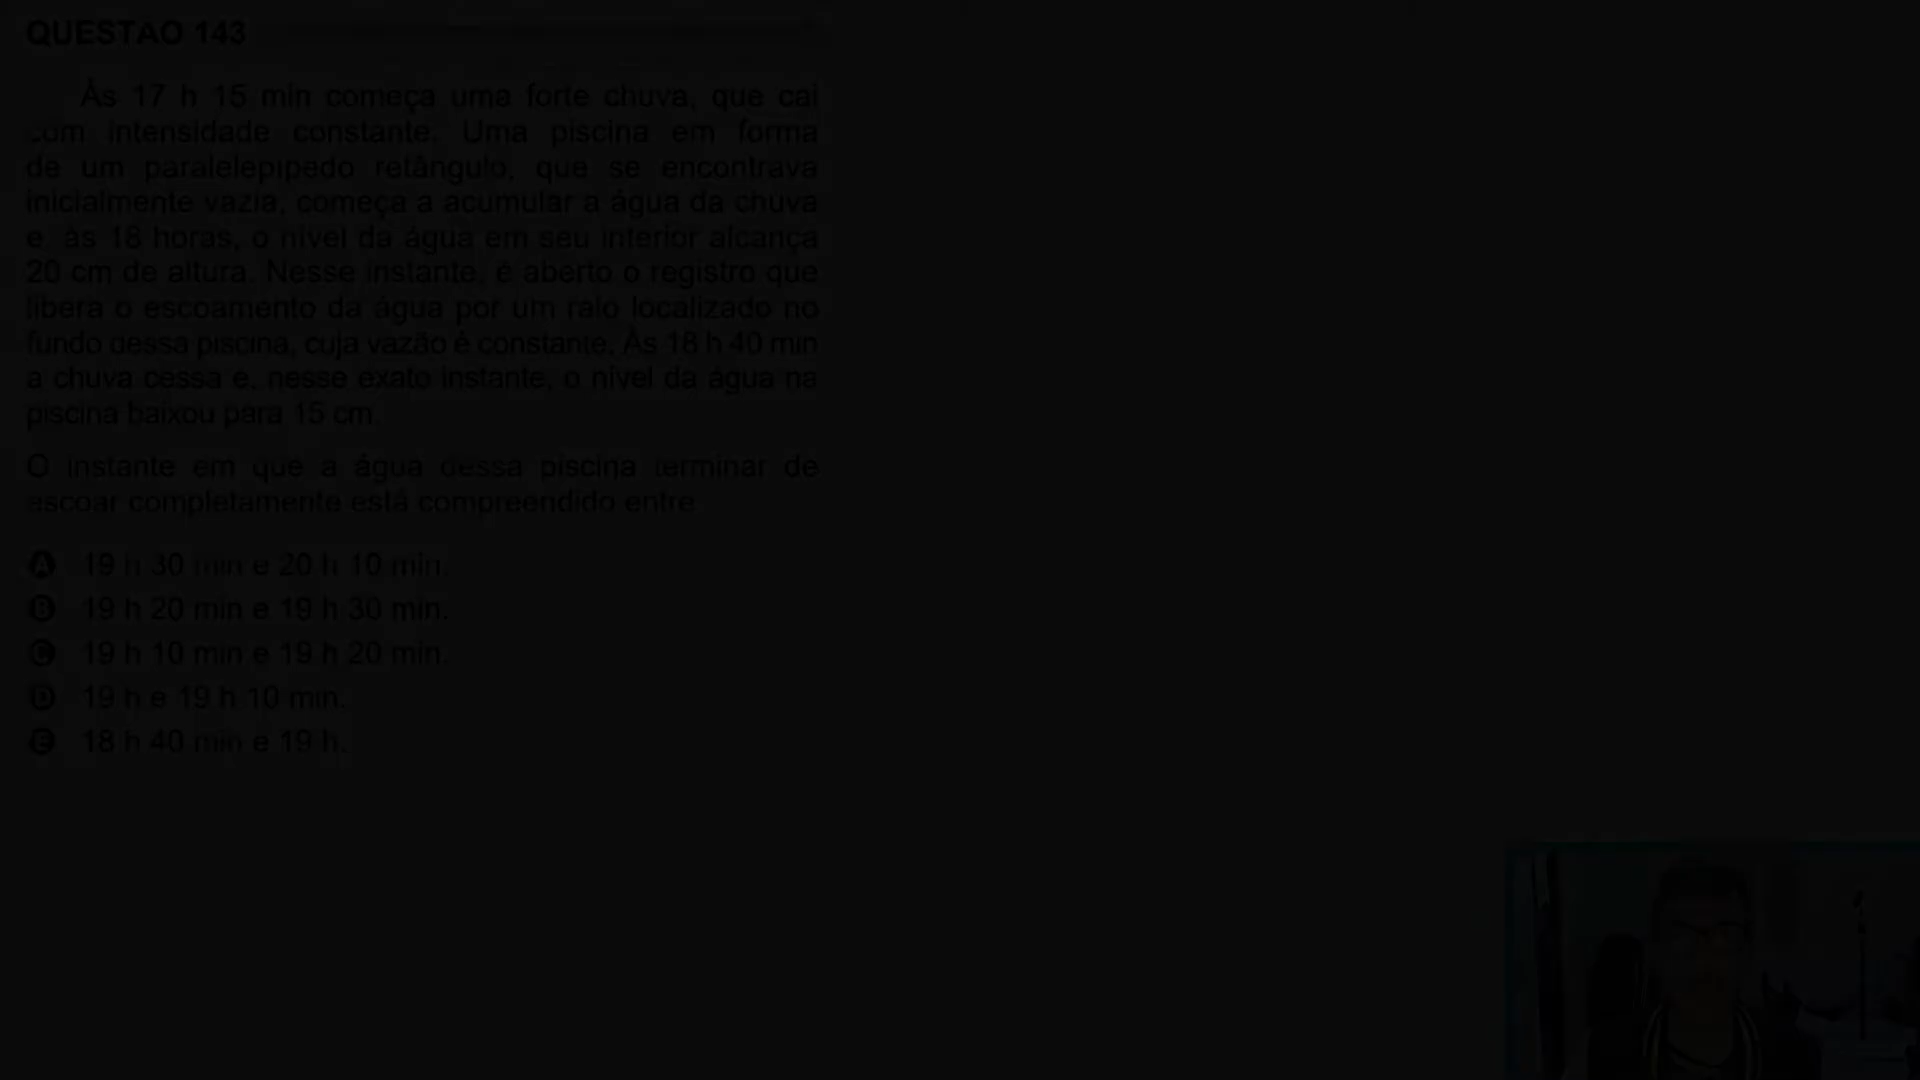 QUESTÃO 143
Às 17 h 15 min começa uma forte chuva, que cai
com intensidade constante. Uma piscina em forma
de um paralelepípedo retângulo, que se encontrava
inicialmente vazia, começa a acumular a água da chuva
e, às 18 horas, o nível da água em seu interior alcança
20 cm de altura. Nesse instante, é aberto o registro que
libera o escoamento da água por um ralo localizado no
fundo dessa piscina, cuja vazão é constante. Às 18 h 40 min
a chuva cessa e, nesse exato instante, o nível da água na
piscina baixou para 15 cm.
O instante em que a água dessa piscina terminar de
escoar completamente está compreendido entre
A 19 h 30 min e 20 h 10 min.
B 19 h 20 min e 19 h 30 min.
C 19 h 10 min e 19 h 20 min.
D 19 h e 19 h 10 min.
E 18 h 40 min e 19 h.